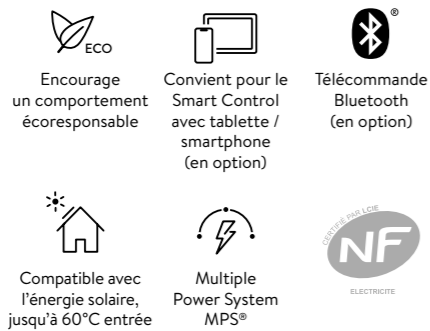 ECO
Encourage
un comportement
écoresponsable
Convient pour le
Smart Control
avec tablette /
smartphone
(en option)
®
Télécommande
Bluetooth
(en option)
Compatible avec
l'énergie solaire,
jusqu'à 60°C entrée
Multiple
Power System
MPS®
CERTIFIÉ PAR LCIE
NF
ELECTRICITE